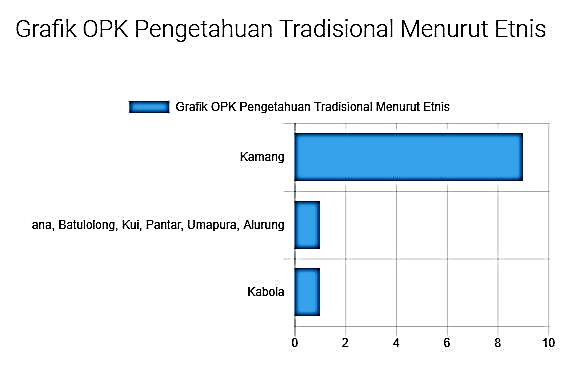 Grafik OPK Pengetahuan Tradisional Menurut Etnis
Grafik OPK Pengetahuan Tradisional Menurut Etnis
Kamang
ana, Batulolong, Kui, Pantar, Umapura, Alurung
Kabola
0 2 4 6 8 10